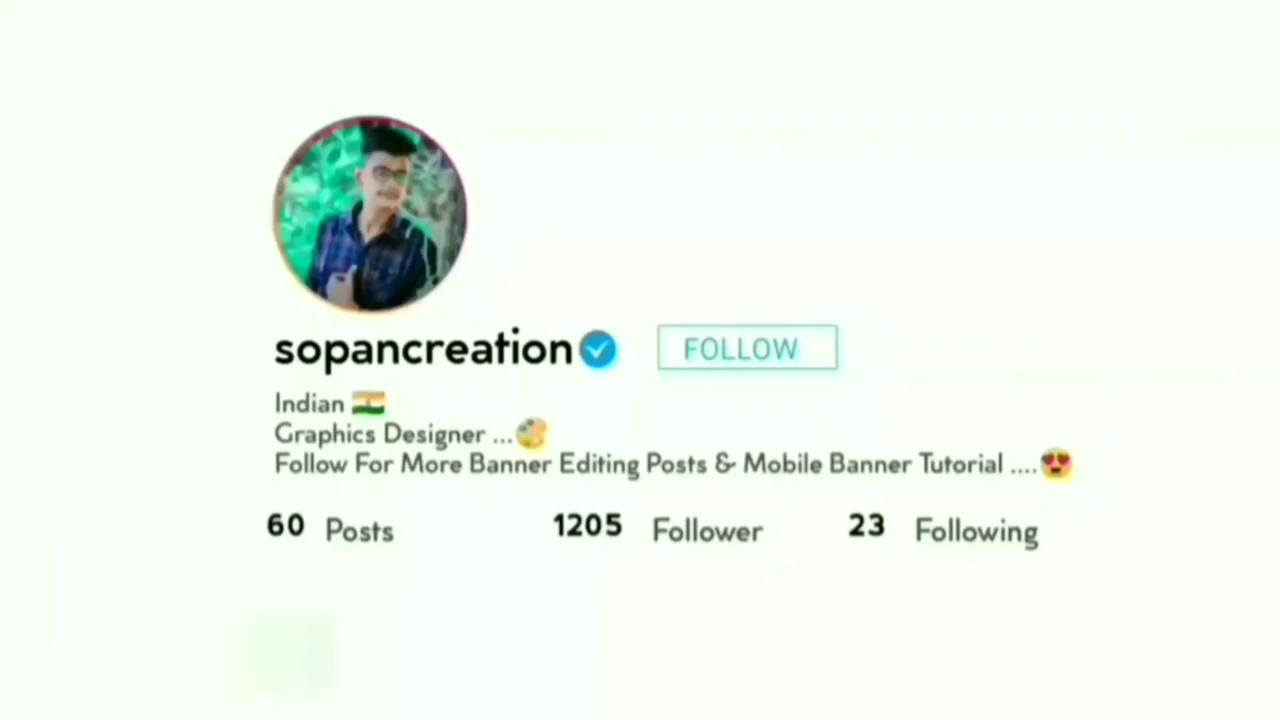 sopancreation
FOLLOW
Indian 🇮🇳
Graphics Designer ...🎨
Follow For More Banner Editing Posts & Mobile Banner Tutorial ....😍
60 Posts 1205 Follower 23 Following